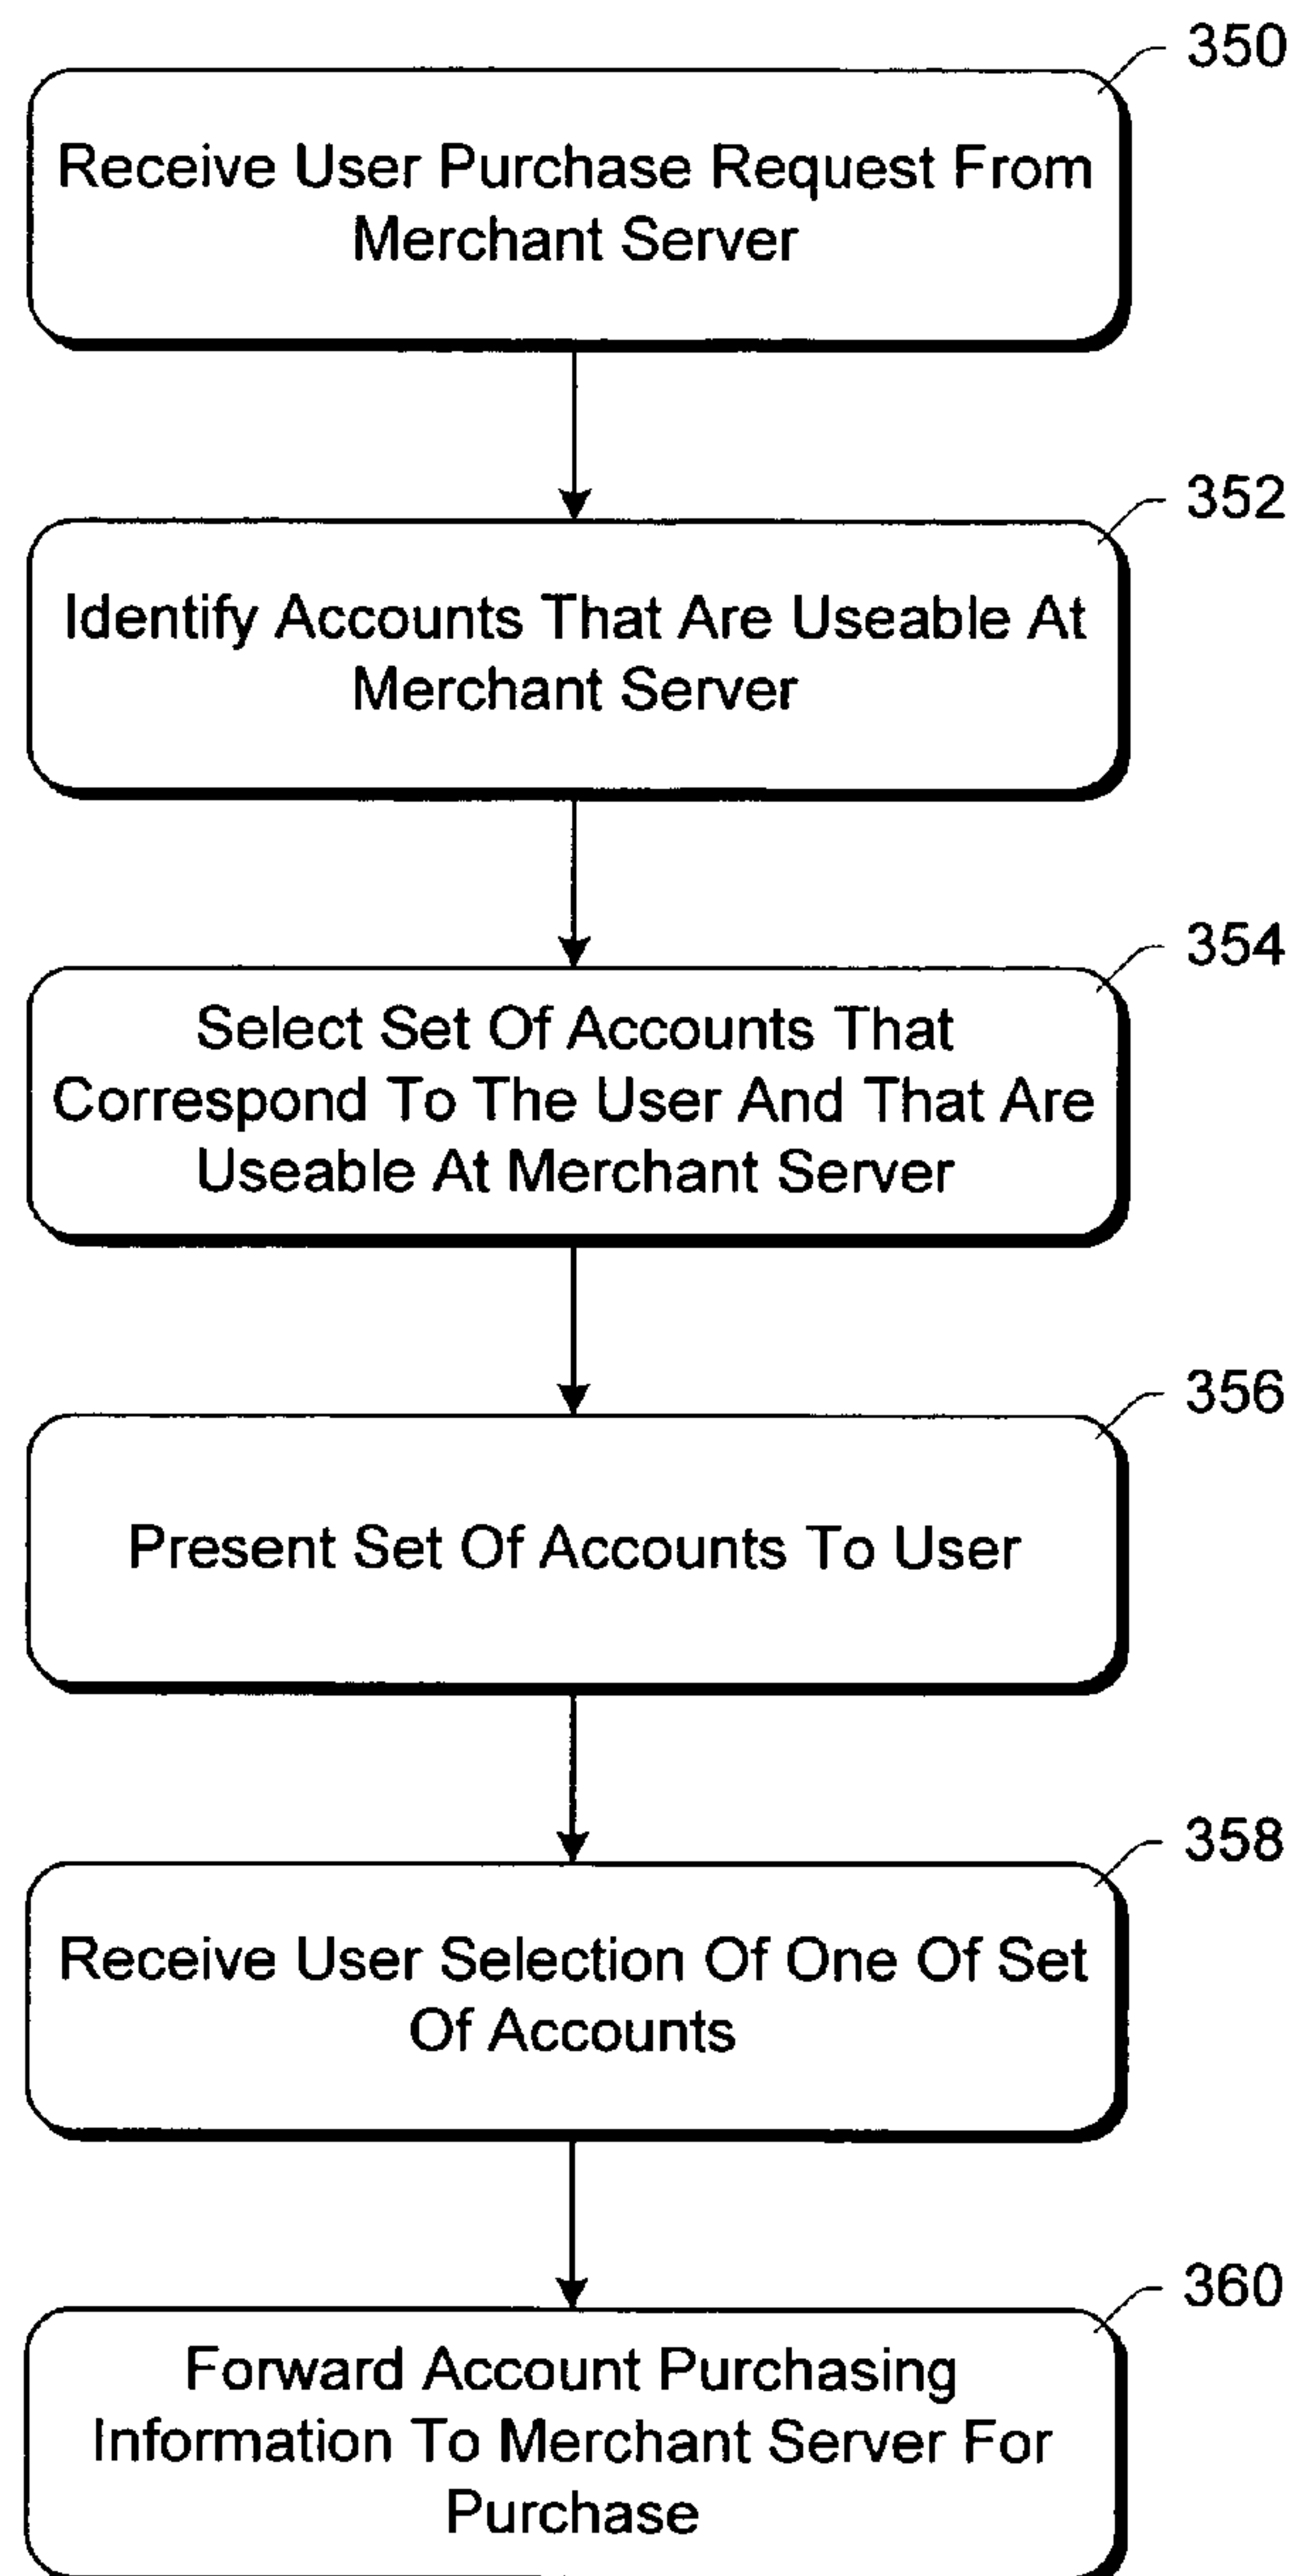 350
Receive User Purchase Request From
Merchant Server
352
Identify Accounts That Are Useable At
Merchant Server
354
Select Set Of Accounts That
Correspond To The User And That Are
Useable At Merchant Server
356
Present Set Of Accounts To User
358
Receive User Selection Of One Of Set
Of Accounts
360
Forward Account Purchasing
Information To Merchant Server For
Purchase